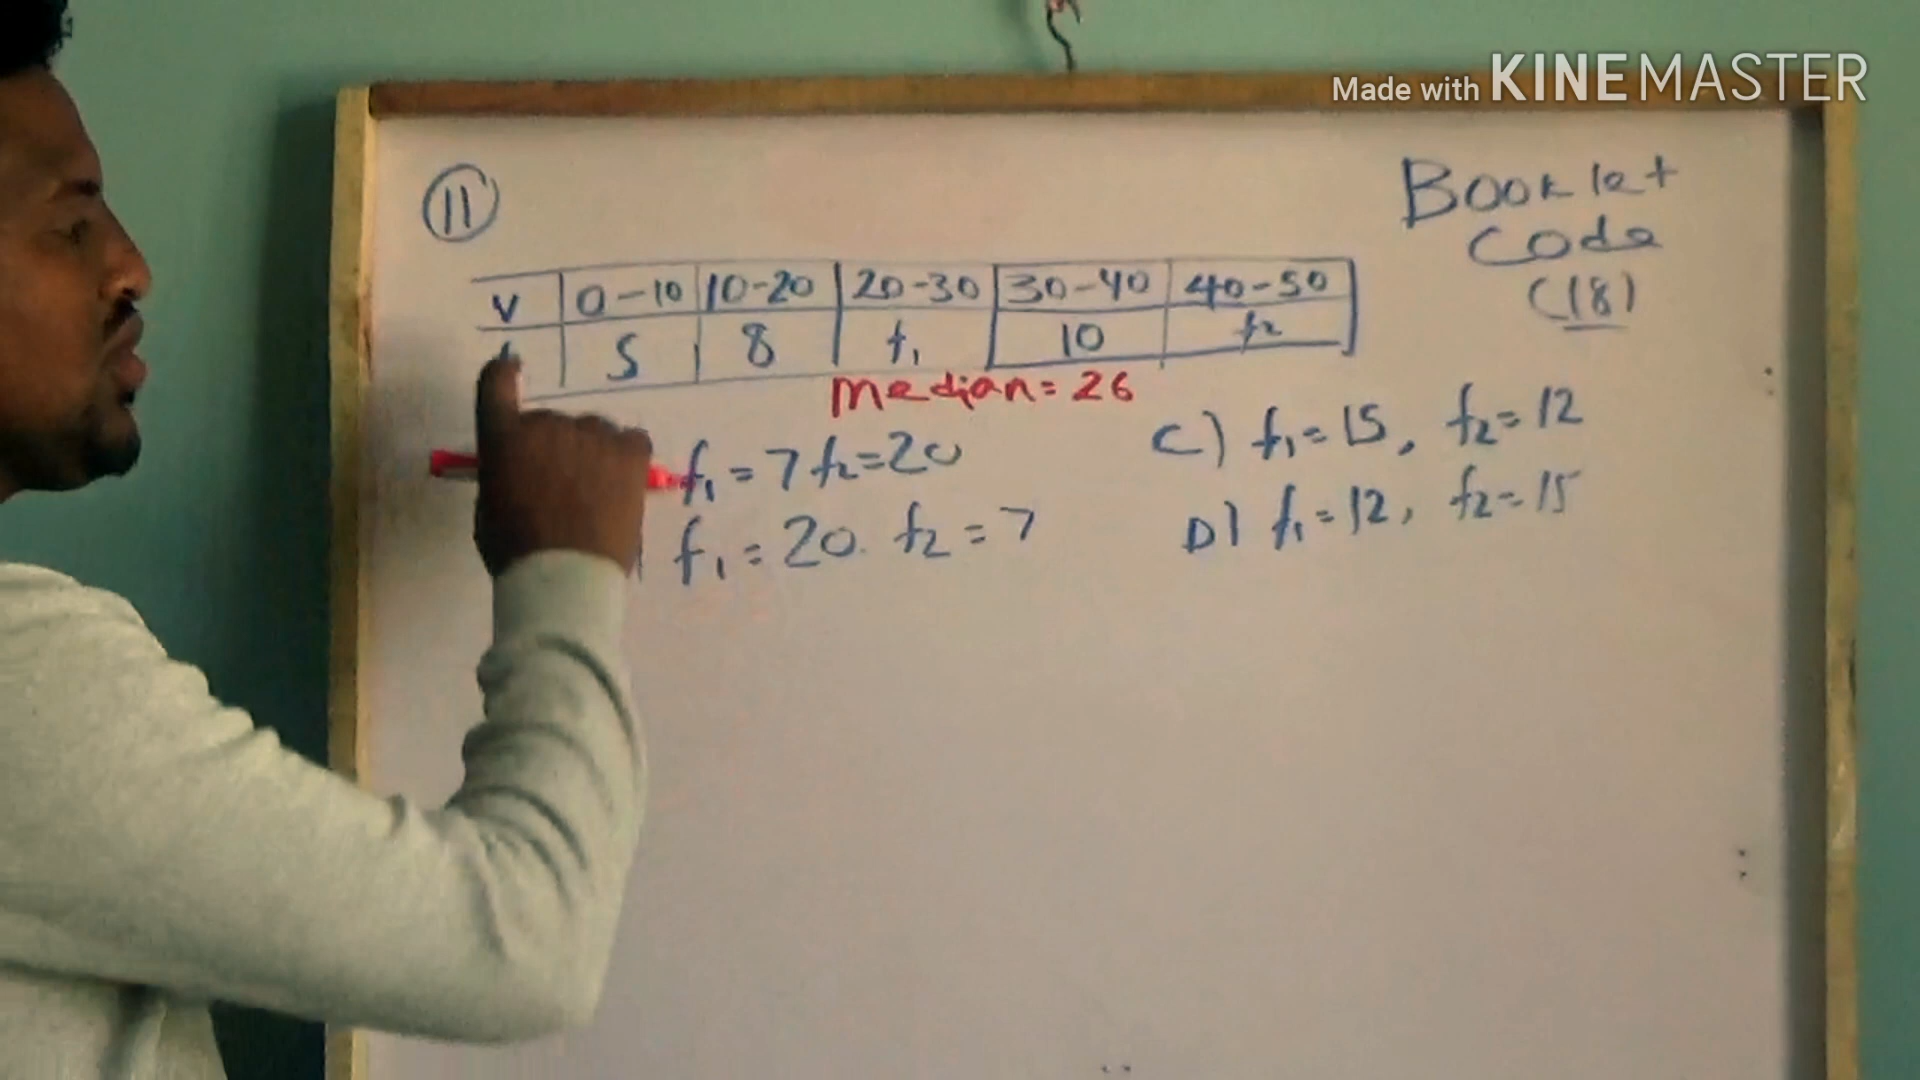 Made with KINEMASTER
11
Booklet
code
(18)
V 0-10 10-20 20-30 30-40 40-50
5 8 f1 10 f2
Median = 26
f1 = 7 f2 = 20
f1 = 20. f2 = 7
C) f1 = 15, f2 = 12
D) f1 = 12, f2 = 15